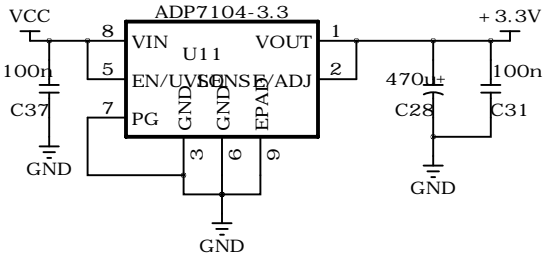 ADP7104-3.3
VCC
+3.3V
8
VIN
VOUT
1
U11
100n
5
EN/UVLO
SENSE/ADJ
2
470u±
100n
C37
7
PG
GND
GND
EPAD
C28
C31
3
6
9
GND
GND
GND